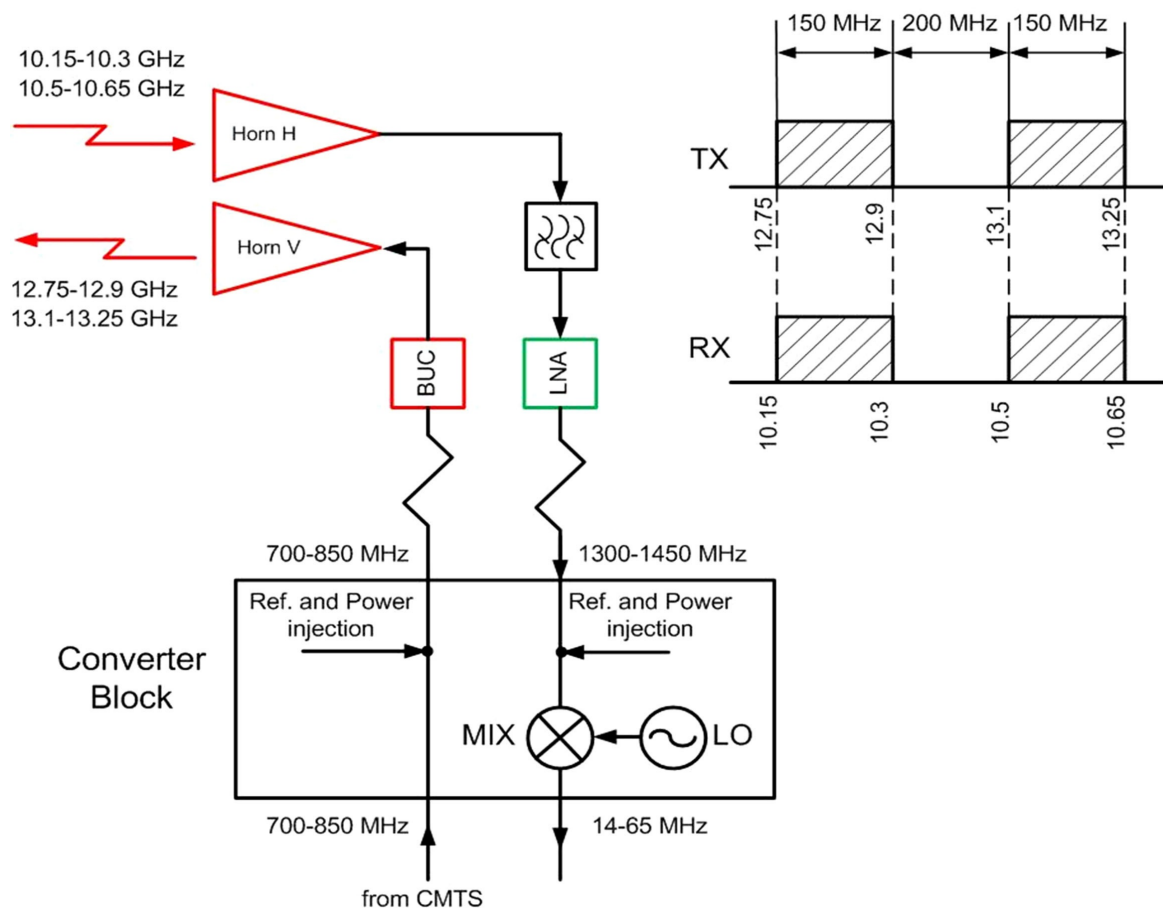 10.15-10.3 GHz
10.5-10.65 GHz
Horn H
Horn V
12.75-12.9 GHz
13.1-13.25 GHz
BUC
LNA
700-850 MHz
1300-1450 MHz
Ref. and Power
injection
Ref. and Power
injection
Converter
Block
MIX
LO
700-850 MHz
14-65 MHz
from CMTS
150 MHz
200 MHz
150 MHz
TX
12.75
12.9
13.1
13.25
RX
10.15
10.3
10.5
10.65